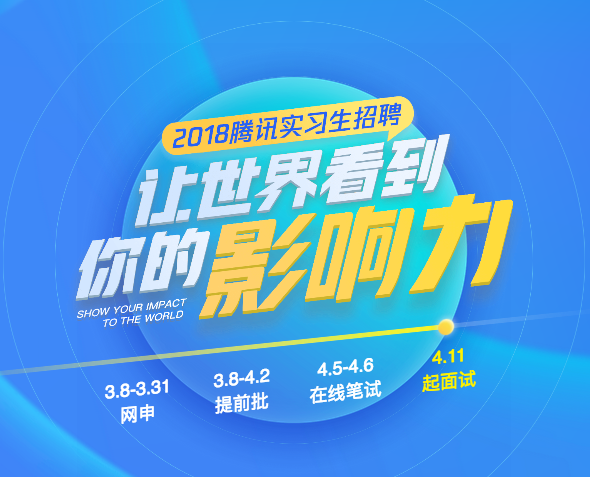 2018腾讯实习生招聘
让世界看到
你的影响力
SHOW YOUR IMPACT
TO THE WORLD
3.8-3.31
网申
3.8-4.2
提前批
4.5-4.6
在线笔试
4.11
起面试